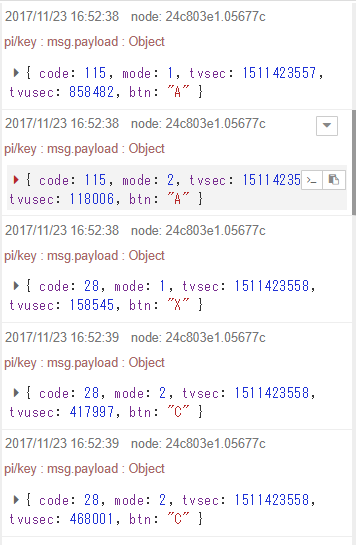 2017/11/23 16:52:38 node: 24c803e1.05677c
pi/key : msg.payload : Object
{ code: 115, mode: 1, tvsec: 1511423557,
tvusec: 858482, btn: "A" }
2017/11/23 16:52:38 node: 24c803e1.05677c
pi/key : msg.payload : Object
{ code: 115, mode: 2, tvsec: 15114235
tvusec: 118006, btn: "A" }
2017/11/23 16:52:38 node: 24c803e1.05677c
pi/key : msg.payload : Object
{ code: 28, mode: 1, tvsec: 1511423558,
tvusec: 158545, btn: "X" }
2017/11/23 16:52:39 node: 24c803e1.05677c
pi/key : msg.payload : Object
{ code: 28, mode: 2, tvsec: 1511423558,
tvusec: 417997, btn: "C" }
2017/11/23 16:52:39 node: 24c803e1.05677c
pi/key : msg.payload : Object
{ code: 28, mode: 2, tvsec: 1511423558,
tvusec: 468001, btn: "C" }